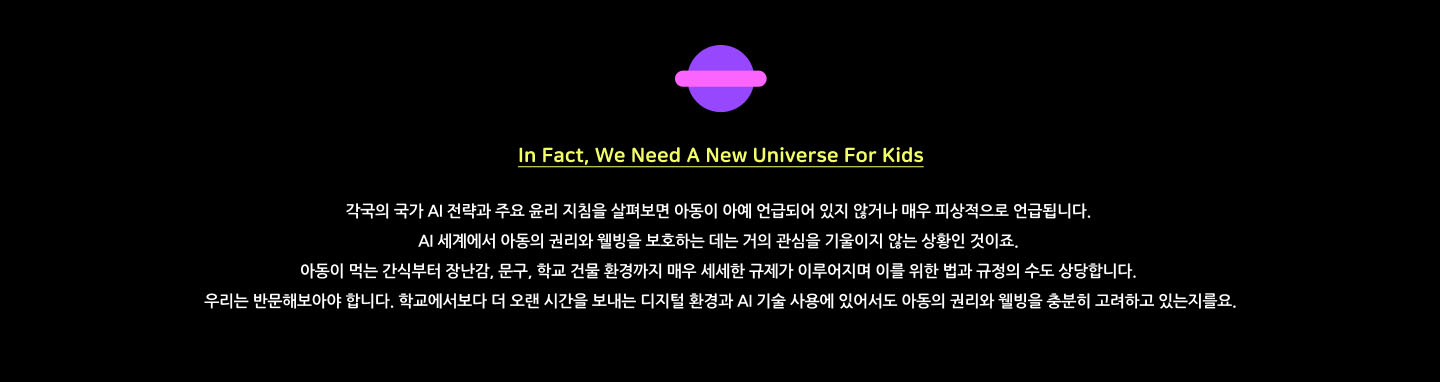 In Fact, We Need A New Universe For Kids
각국의 국가 AI 전략과 주요 윤리 지침을 살펴보면 아동이 아예 언급되어 있지 않거나 매우 피상적으로 언급됩니다.
AI 세계에서 아동의 권리와 웰빙을 보호하는 데는 거의 관심을 기울이지 않는 상황인 것이죠.
아동이 먹는 간식부터 장난감, 문구, 학교 건물 환경까지 매우 세세한 규제가 이루어지며 이를 위한 법과 규정의 수도 상당합니다.
우리는 반문해보아야 합니다. 학교에서보다 더 오랜 시간을 보내는 디지털 환경과 AI 기술 사용에 있어서도 아동의 권리와 웰빙을 충분히 고려하고 있는지를요.